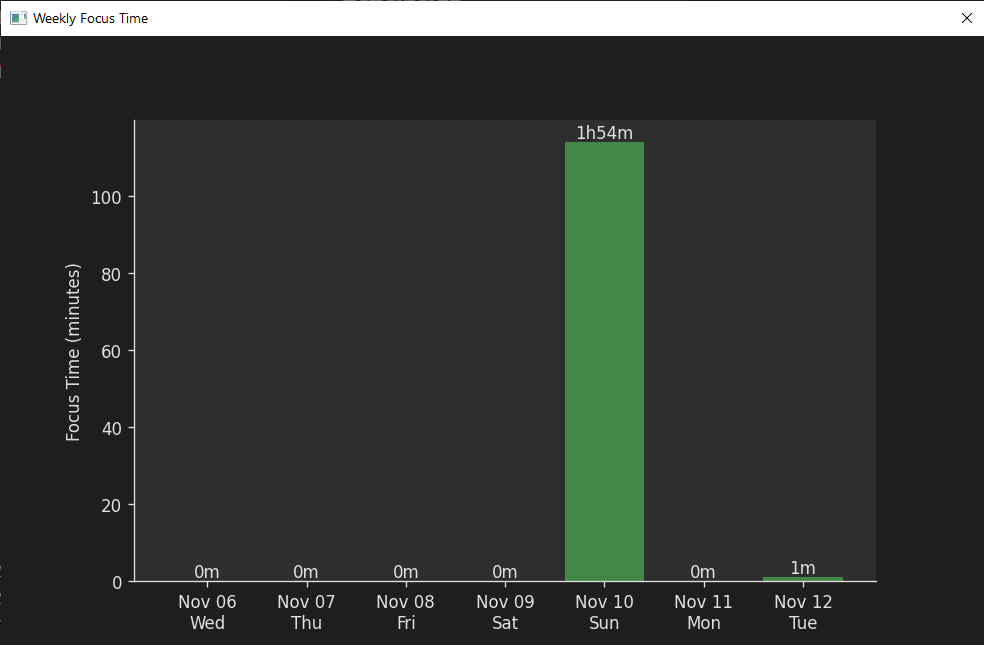 Weekly Focus Time
1h54m
100
80
60
40
20
0
Focus Time (minutes)
0m 0m 0m 0m 0m 1m
Nov 06 Nov 07 Nov 08 Nov 09 Nov 10 Nov 11 Nov 12
Wed Thu Fri Sat Sun Mon Tue